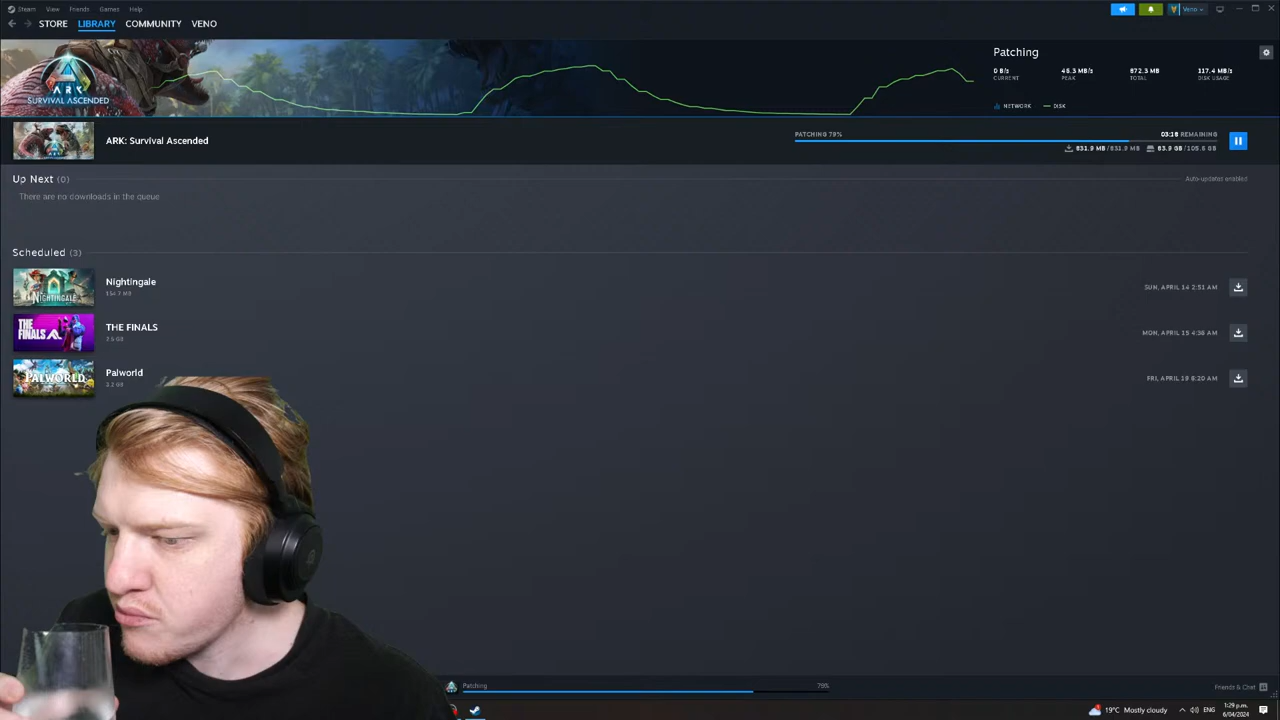 Steam View Friends Games Help
Veno
STORE LIBRARY COMMUNITY VENO
ARK
SURVIVAL ASCENDED
Patching
0 B/s 46.3 MB/s 672.3 MB 117.4 MB/s
CURRENT PEAK TOTAL DISK USAGE
NETWORK DISK
ARK: Survival Ascended
PATCHING 79% 03:18 REMAINING
831.9 MB / 831.9 MB 83.9 GB / 105.6 GB
Up Next (0) Auto-updates enabled
There are no downloads in the queue
Scheduled (3)
NIGHTINGALE
Nightingale
SUN, APRIL 14 2:51 AM
THE FINALS
THE FINALS
MON, APRIL 15 4:36 AM
PALWORLD
Palworld
FRI, APRIL 19 8:20 AM
Patching 79%
Friends & Chat
19°C Mostly cloudy ENG 1:29 p.m.
6/04/2024